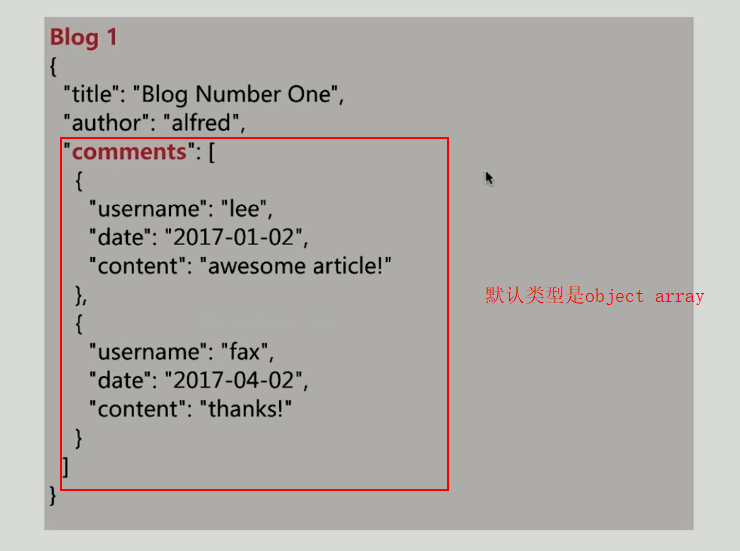 Blog 1
{
"title": "Blog Number One",
"author": "alfred",
"comments": [
{
"username": "lee",
"date": "2017-01-02",
"content": "awesome article!"
},
{
"username": "fax",
"date": "2017-04-02",
"content": "thanks!"
}
]
}
默认类型是object array